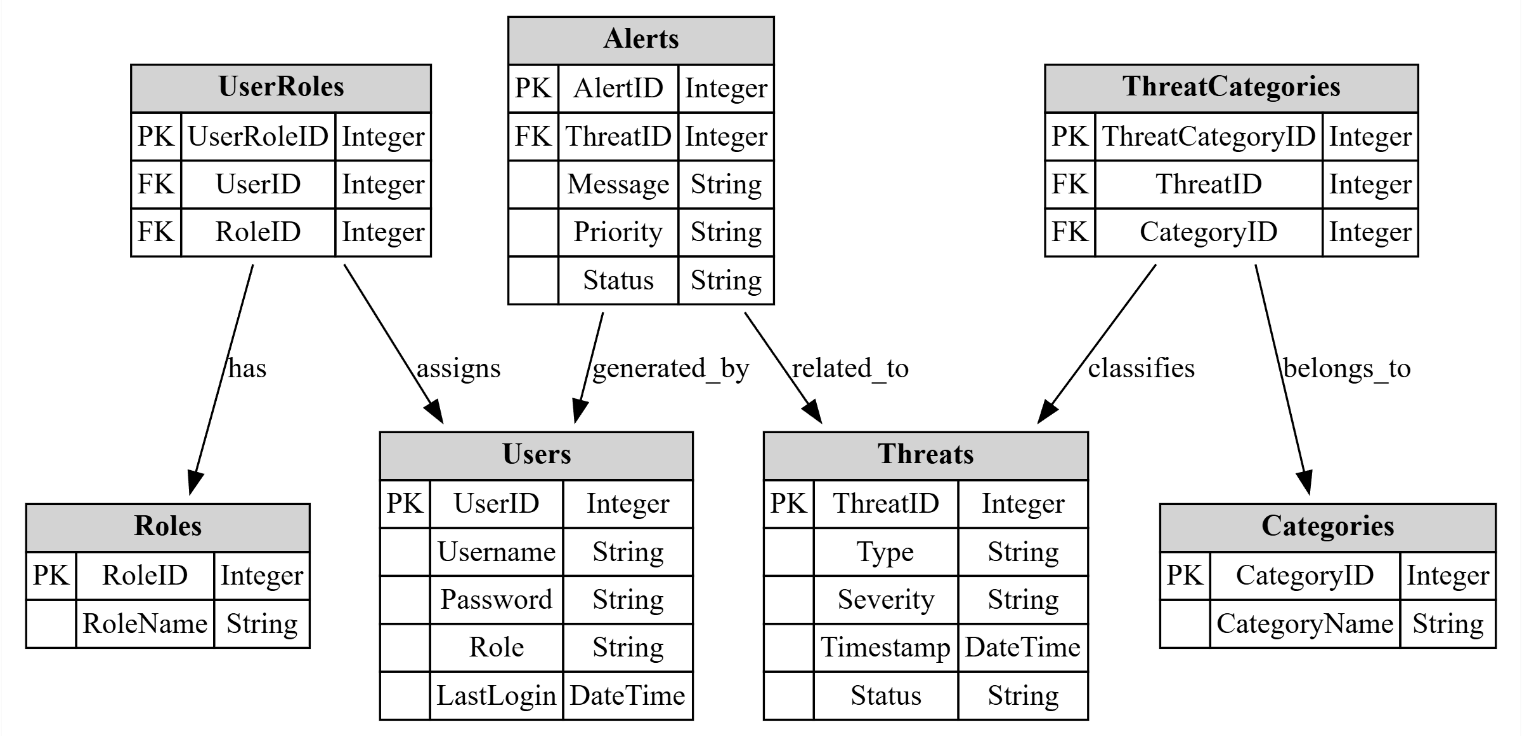 UserRoles
PK UserRoleID Integer
FK UserID Integer
FK RoleID Integer
Alerts
PK AlertID Integer
FK ThreatID Integer
Message String
Priority String
Status String
ThreatCategories
PK ThreatCategoryID Integer
FK ThreatID Integer
FK CategoryID Integer
has
assigns
generated_by
related_to
classifies
belongs_to
Roles
PK RoleID Integer
RoleName String
Users
PK UserID Integer
Username String
Password String
Role String
LastLogin DateTime
Threats
PK ThreatID Integer
Type String
Severity String
Timestamp DateTime
Status String
Categories
PK CategoryID Integer
CategoryName String